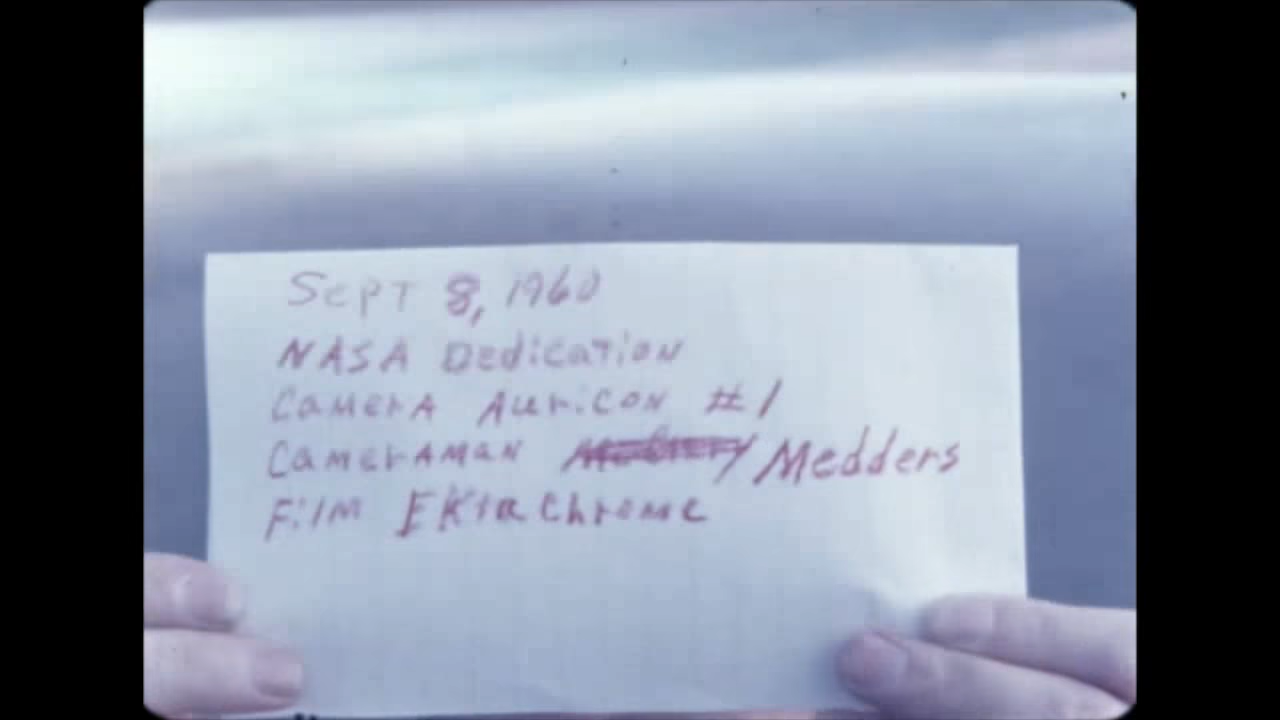 Sept 8, 1960
NASA Dedication
Camera Auricon #1
Cameraman Medders
Film Ektachrome